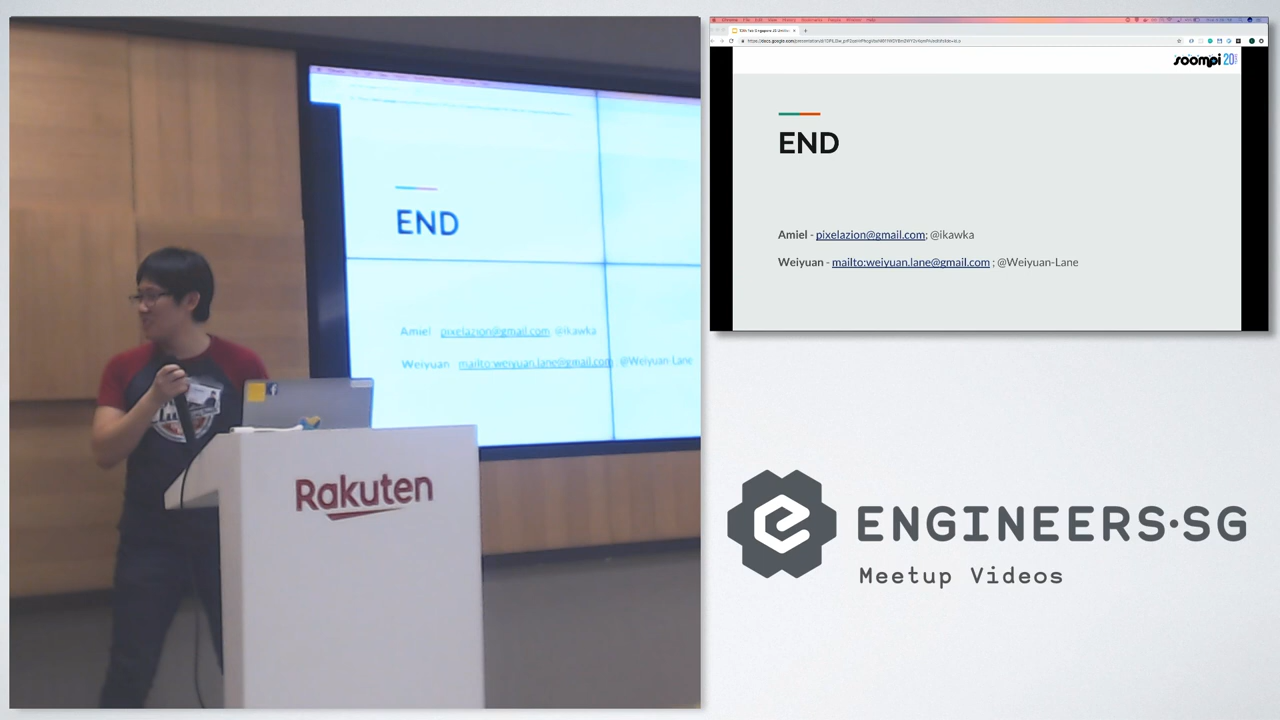 END
Amiel pixelazion@gmail.com @ikawka
Weiyuan mailto:weiyuan.lane@gmail.com @Weiyuan Lane
Rakuten
soompi 20
END
Amiel - pixelazion@gmail.com; @ikawka
Weiyuan - mailto:weiyuan.lane@gmail.com ; @Weiyuan-Lane
ENGINEERS·SG
Meetup Videos